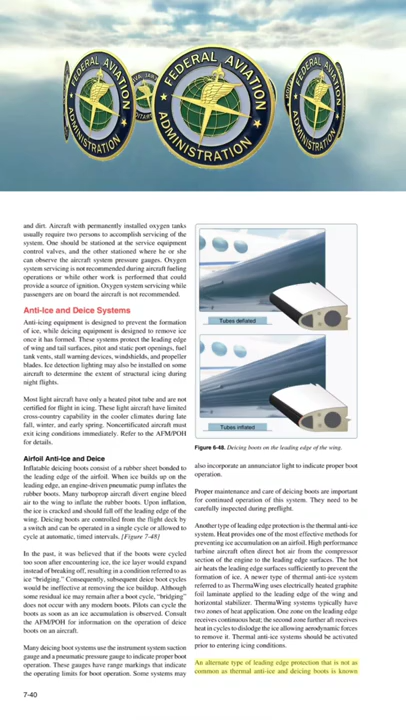 FEDERAL AVIATION
ADMINISTRATION
FEDERAL AVIATION
ADMINISTRATION
FEDERAL AVIATION
ADMINISTRATION
and dirt. Aircraft with permanently installed oxygen tanks
usually require two persons to accomplish servicing of the
system. One should be stationed at the service equipment
control valves, and the other stationed where he or she
can observe the aircraft system pressure gauges. Oxygen
system servicing is not recommended during aircraft fueling
operations or while other work is performed that could
provide a source of ignition. Oxygen system servicing while
passengers are on board the aircraft is not recommended.
Anti-Ice and Deice Systems
Anti-icing equipment is designed to prevent the formation
of ice, while deicing equipment is designed to remove ice
once it has formed. These systems protect the leading edge
of wing and tail surfaces, pitot and static port openings, fuel
tank vents, stall warning devices, windshields, and propeller
blades. Ice detection lighting may also be installed on some
aircraft to determine the extent of structural icing during
night flights.
Most light aircraft have only a heated pitot tube and are not
certified for flight in icing. These light aircraft have limited
cross-country capability in the cooler climates during late
fall, winter, and early spring. Noncertificated aircraft must
exit icing conditions immediately. Refer to the AFM/POH
for details.
Airfoil Anti-Ice and Deice
Inflatable deicing boots consist of a rubber sheet bonded to
the leading edge of the airfoil. When ice builds up on the
leading edge, an engine-driven pneumatic pump inflates the
rubber boots. Many turboprop aircraft divert engine bleed
air to the wing to inflate the rubber boots. Upon inflation,
the ice is cracked and should fall off the leading edge of the
wing. Deicing boots are controlled from the flight deck by
a switch and can be operated in a single cycle or allowed to
cycle at automatic, timed intervals. [Figure 7-48]
In the past, it was believed that if the boots were cycled
too soon after encountering ice, the ice layer would expand
instead of breaking off, resulting in a condition referred to as
ice “bridging.” Consequently, subsequent deice boot cycles
would be ineffective at removing the ice buildup. Although
some residual ice may remain after a boot cycle, “bridging”
does not occur with any modern boots. Pilots can cycle the
boots as soon as an ice accumulation is observed. Consult
the AFM/POH for information on the operation of deice
boots on an aircraft.
Many deicing boot systems use the instrument system suction
gauge and a pneumatic pressure gauge to indicate proper boot
operation. These gauges have range markings that indicate
the operating limits for boot operation. Some systems may
7-40
Tubes deflated
Tubes inflated
Figure 6-48. Deicing boots on the leading edge of the wing.
also incorporate an annunciator light to indicate proper boot
operation.
Proper maintenance and care of deicing boots are important
for continued operation of this system. They need to be
carefully inspected during preflight.
Another type of leading edge protection is the thermal anti-ice
system. Heat provides one of the most effective methods for
preventing ice accumulation on an airfoil. High performance
turbine aircraft often direct hot air from the compressor
section of the engine to the leading edge surfaces. The hot
air heats the leading edge surfaces sufficiently to prevent the
formation of ice. A newer type of thermal anti-ice system
referred to as ThermaWing uses electrically heated graphite
foil laminate applied to the leading edge of the wing and
horizontal stabilizer. ThermaWing systems typically have
two zones of heat application. One zone on the leading edge
receives continuous heat; the second zone further aft receives
heat in cycles to dislodge the ice allowing aerodynamic forces
to remove it. Thermal anti-ice systems should be activated
prior to entering icing conditions.
An alternate type of leading edge protection that is not as
common as thermal anti-ice and deicing boots is known